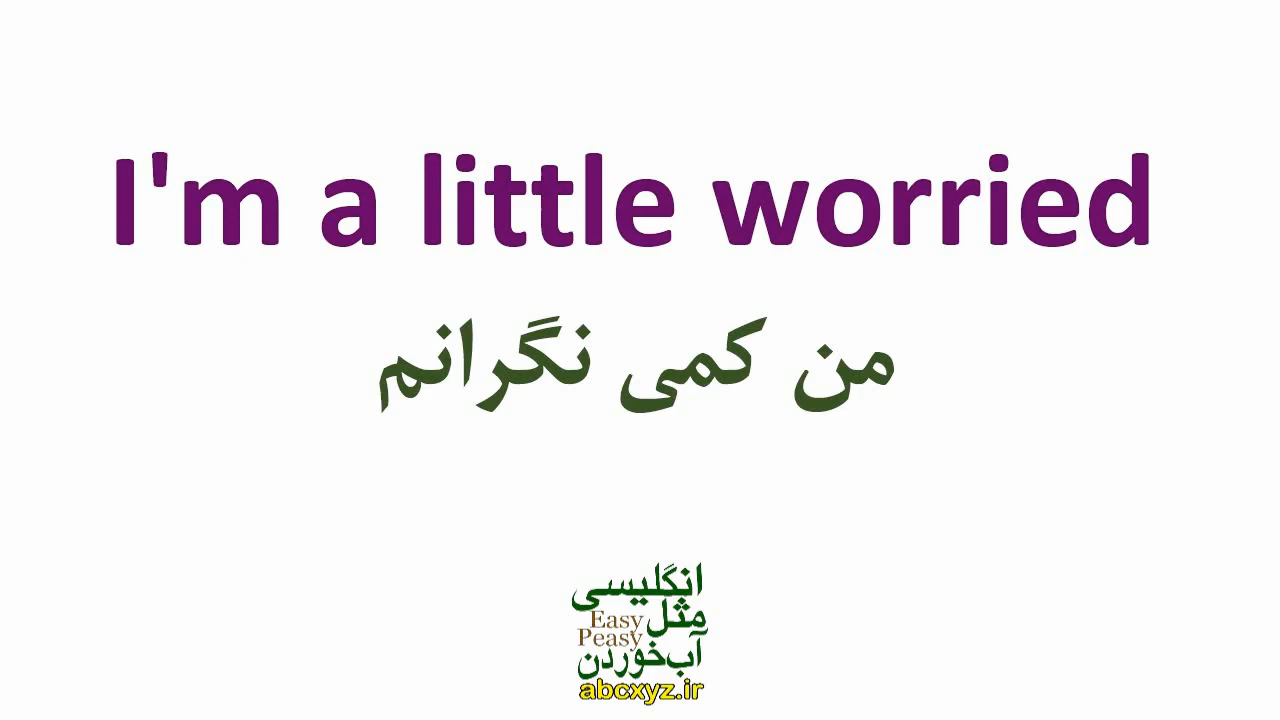 I'm a little worried
من کمی نگرانم
انگلیسی
مثل
Easy
Peasy
آب‌خوردن
abcxyz.ir